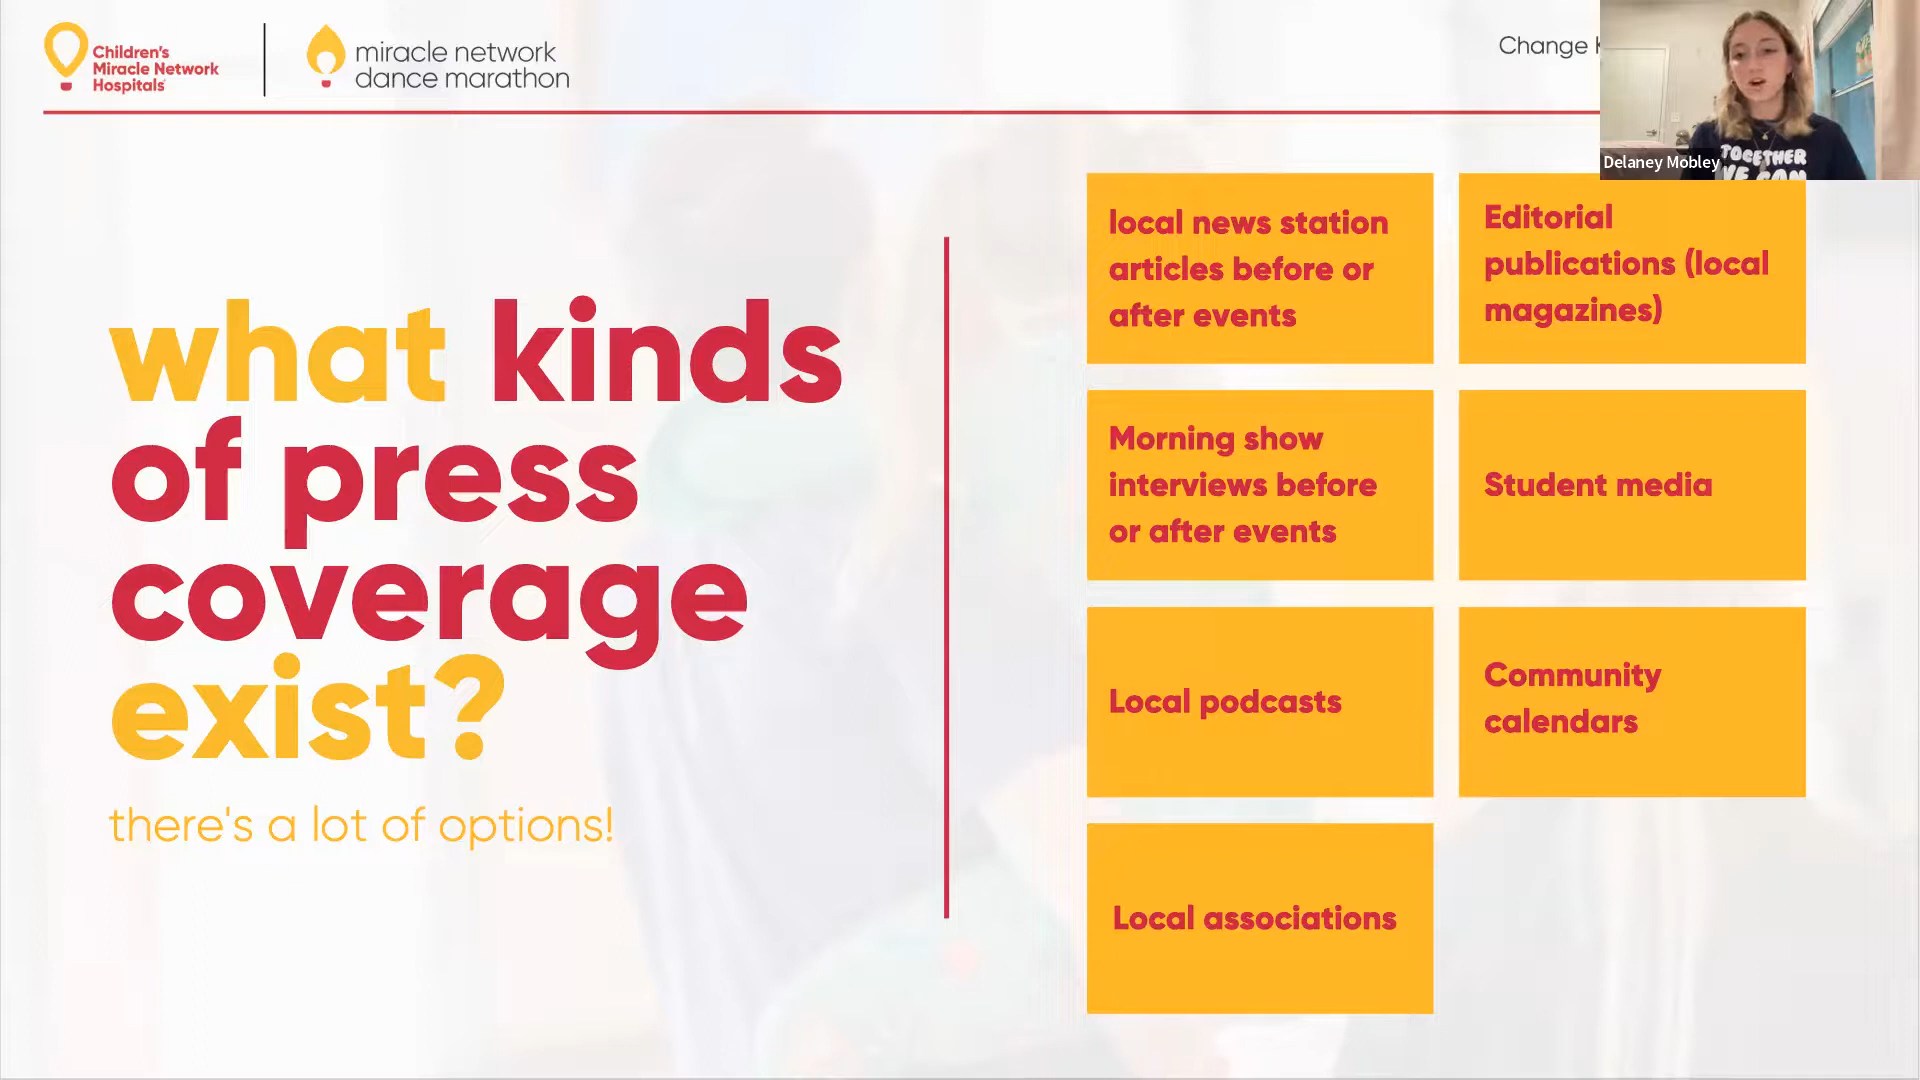 Children's
Miracle Network
Hospitals
miracle network
dance marathon
Change
Delaney Mobley
TOGETHER
WE CAN
what kinds
of press
coverage
exist?
there's a lot of options!
local news station
articles before or
after events
Editorial
publications (local
magazines)
Morning show
interviews before
or after events
Student media
Local podcasts
Community
calendars
Local associations